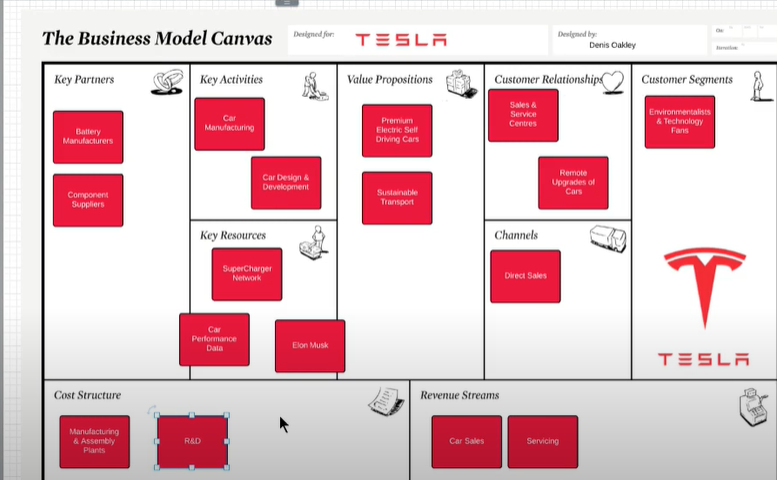 The Business Model Canvas
Designed for:
TESLA
Designed by:
Denis Oakley
On:
Iteration:
Key Partners
Battery
Manufacturers
Component
Suppliers
Key Activities
Car
Manufacturing
Car Design &
Development
Key Resources
SuperCharger
Network
Car
Performance
Data
Elon Musk
Value Propositions
Premium
Electric Self
Driving Cars
Sustainable
Transport
Customer Relationships
Sales &
Service
Centres
Remote
Upgrades of
Cars
Channels
Direct Sales
Customer Segments
Environmentalists
& Technology
Fans
TESLA
Cost Structure
Manufacturing
& Assembly
Plants
R&D
Revenue Streams
Car Sales
Servicing